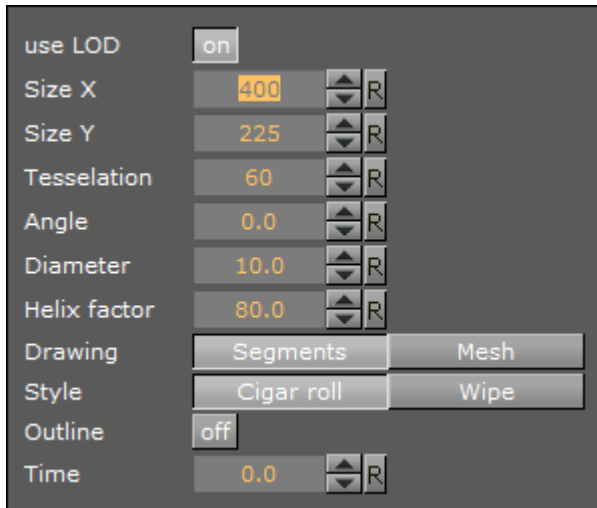 use LOD on
Size X 400 R
Size Y 225 R
Tesselation 60 R
Angle 0.0 R
Diameter 10.0 R
Helix factor 80.0 R
Drawing Segments Mesh
Style Cigar roll Wipe
Outline off
Time 0.0 R